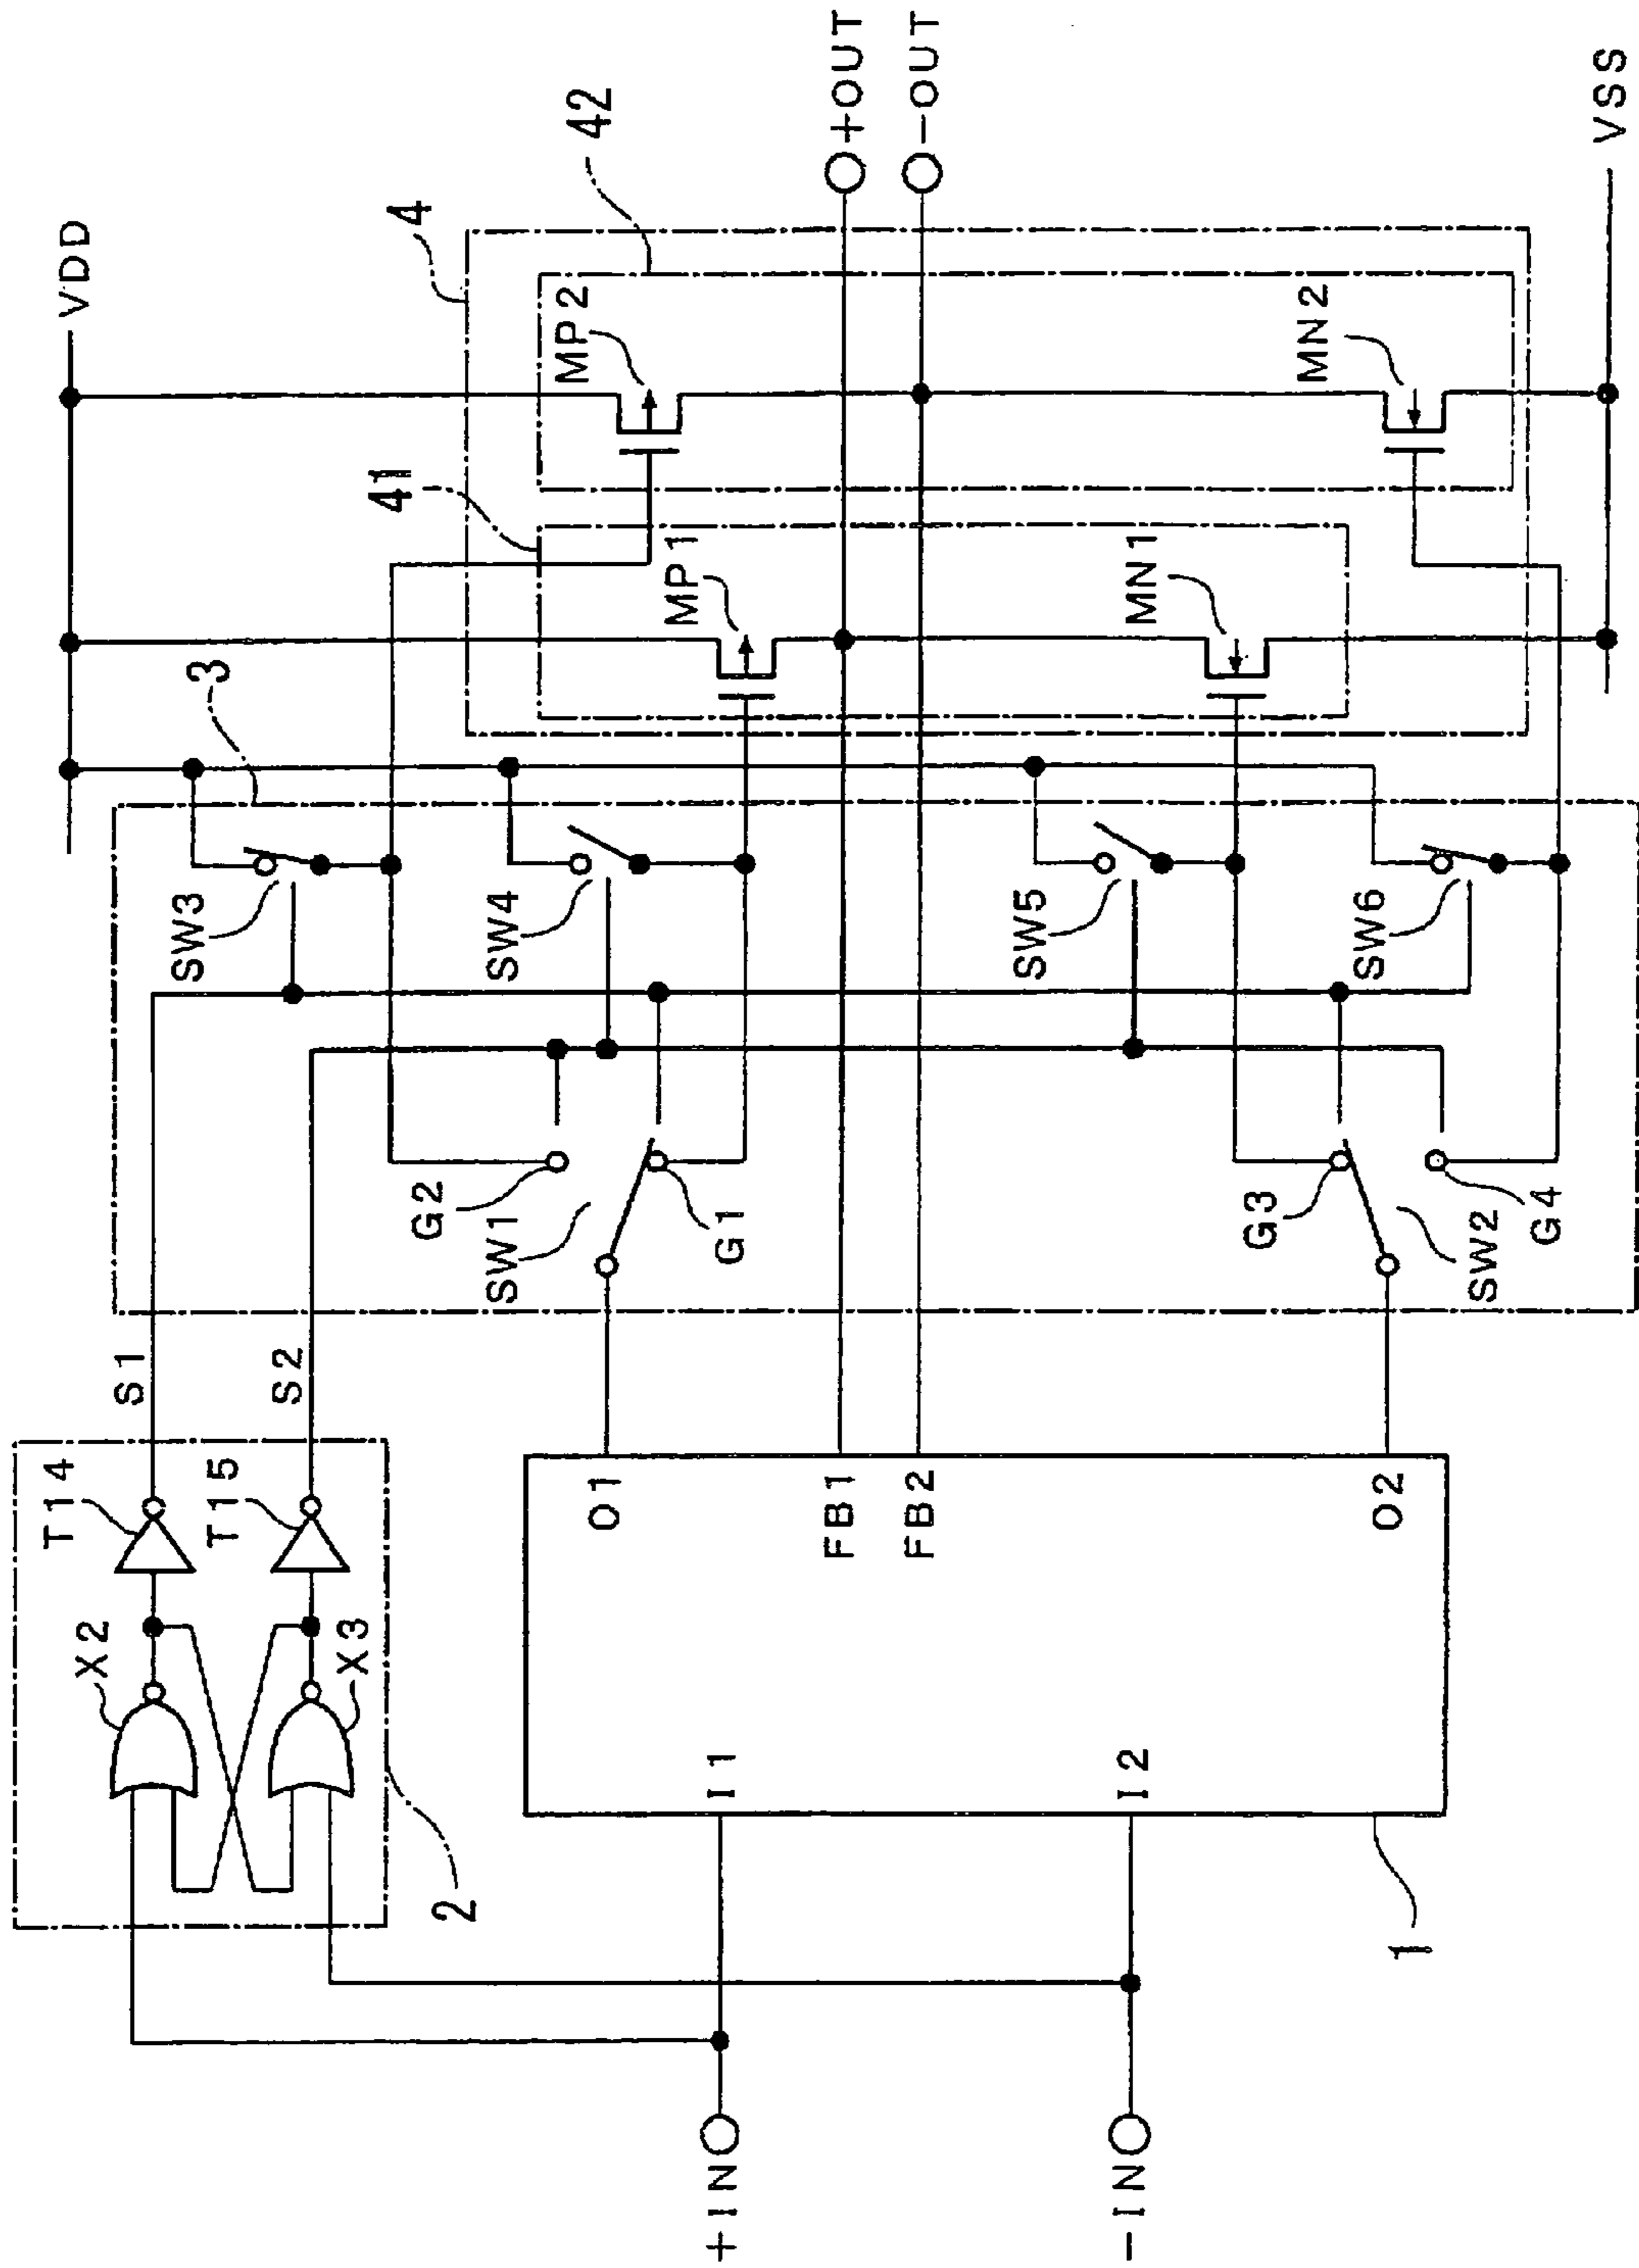 VDD
4
42
MP2
41
MP1
+OUT
-OUT
MN1
MN2
VSS
3
SW3
SW4
SW5
SW6
G2
SW1
G1
G3
SW2
G4
S1
S2
T14
T15
X2
X3
2
O1
FB1
FB2
O2
I1
I2
1
+IN
-IN